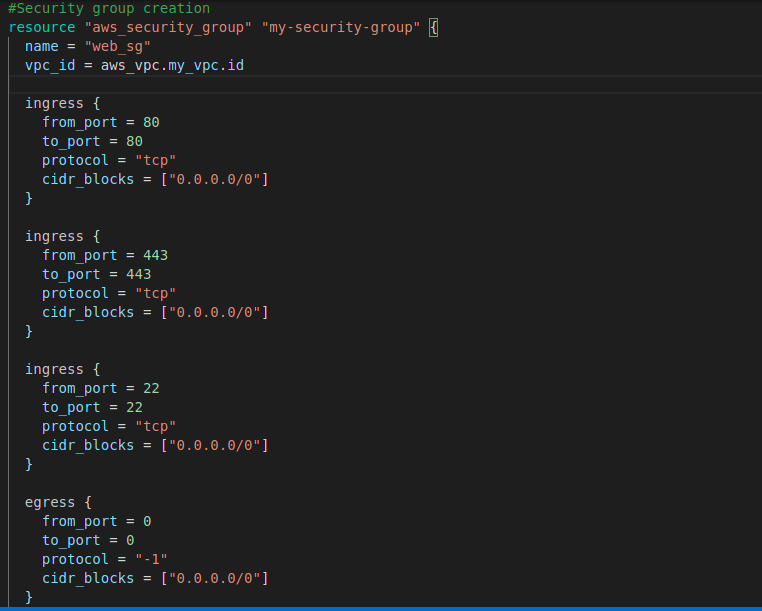 #Security group creation
resource "aws_security_group" "my-security-group" {
name = "web_sg"
vpc_id = aws_vpc.my_vpc.id
ingress {
from_port = 80
to_port = 80
protocol = "tcp"
cidr_blocks = ["0.0.0.0/0"]
}
ingress {
from_port = 443
to_port = 443
protocol = "tcp"
cidr_blocks = ["0.0.0.0/0"]
}
ingress {
from_port = 22
to_port = 22
protocol = "tcp"
cidr_blocks = ["0.0.0.0/0"]
}
egress {
from_port = 0
to_port = 0
protocol = "-1"
cidr_blocks = ["0.0.0.0/0"]
}